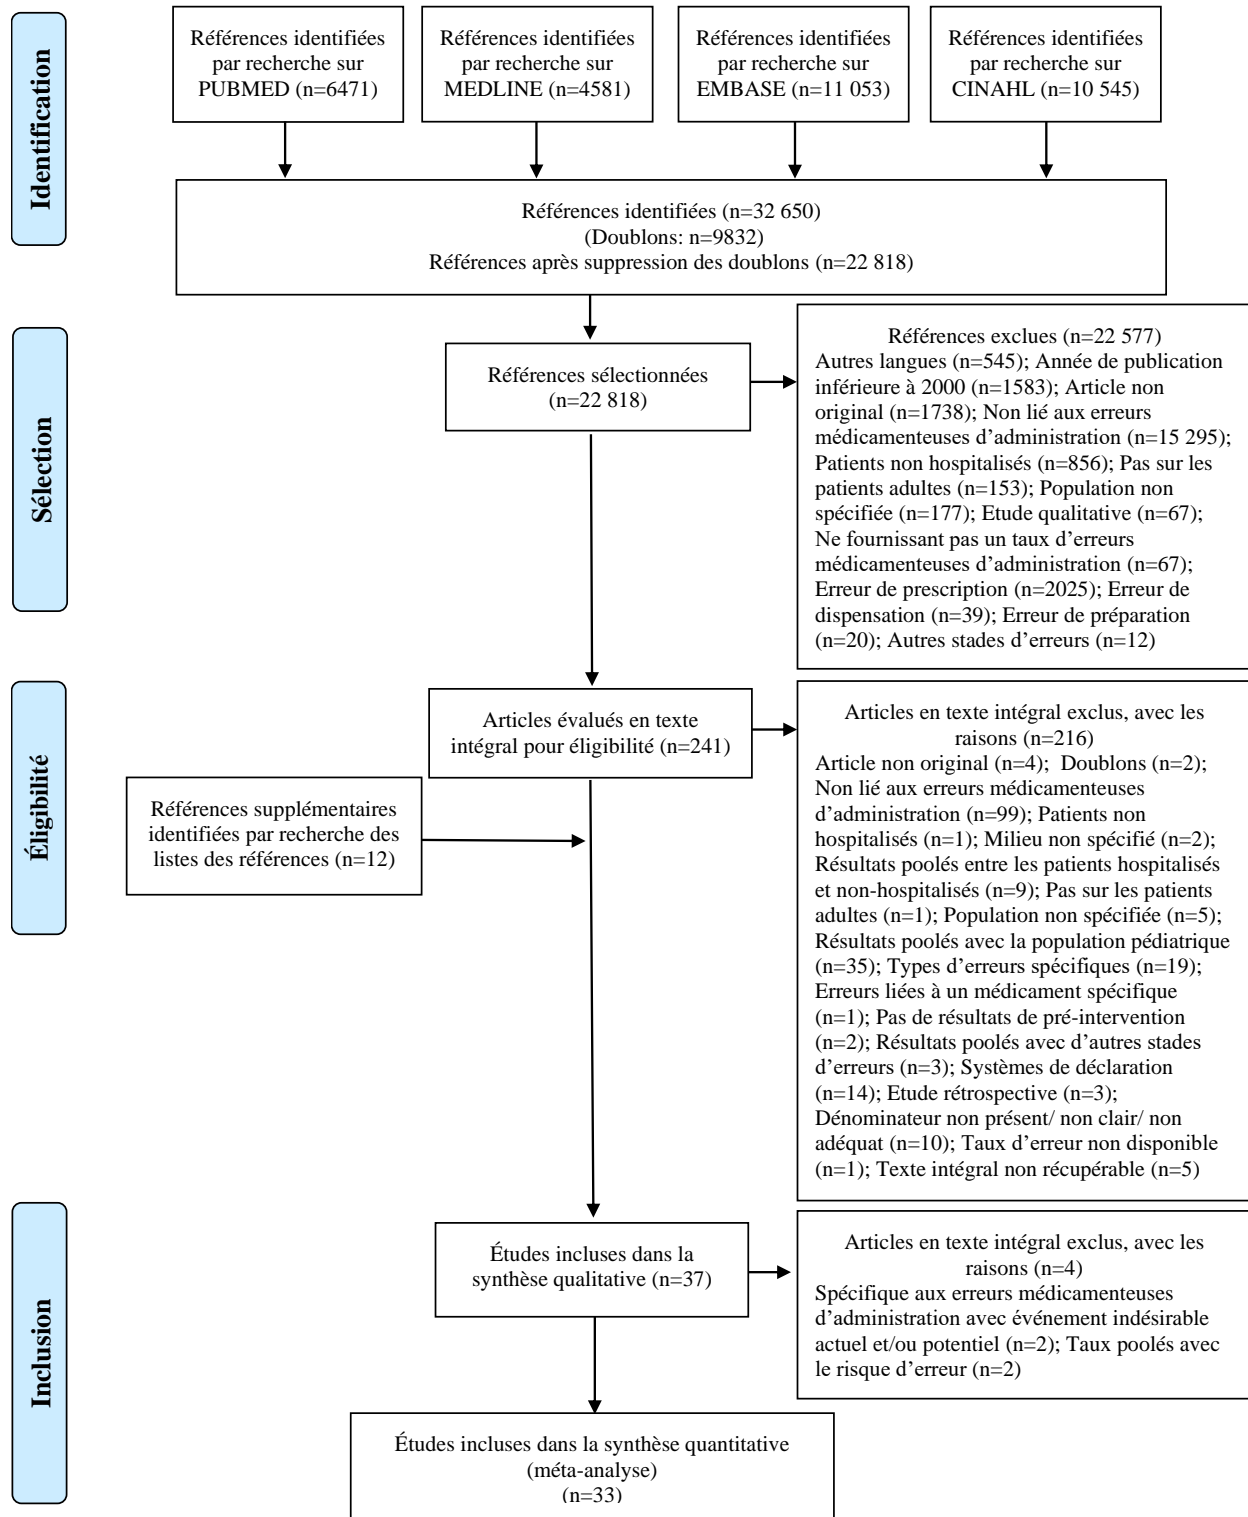 Identification
Références identifiées
par recherche sur
PUBMED (n=6471)
Références identifiées
par recherche sur
MEDLINE (n=4581)
Références identifiées
par recherche sur
EMBASE (n=11 053)
Références identifiées
par recherche sur
CINAHL (n=10 545)
Références identifiées (n=32 650)
(Doublons: n=9832)
Références après suppression des doublons (n=22 818)
Sélection
Références sélectionnées
(n=22 818)
Références exclues (n=22 577)
Autres langues (n=545); Année de publication
inférieure à 2000 (n=1583); Article non
original (n=1738); Non lié aux erreurs
médicamenteuses d’administration (n=15 295);
Patients non hospitalisés (n=856); Pas sur les
patients adultes (n=153); Population non
spécifiée (n=177); Etude qualitative (n=67);
Ne fournissant pas un taux d’erreurs
médicamenteuses d’administration (n=67);
Erreur de prescription (n=2025); Erreur de
dispensation (n=39); Erreur de préparation
(n=20); Autres stades d’erreurs (n=12)
Éligibilité
Articles évalués en texte
intégral pour éligibilité (n=241)
Références supplémentaires
identifiées par recherche des
listes des références (n=12)
Articles en texte intégral exclus, avec les
raisons (n=216)
Article non original (n=4); Doublons (n=2);
Non lié aux erreurs médicamenteuses
d’administration (n=99); Patients non
hospitalisés (n=1); Milieu non spécifié (n=2);
Résultats poolés entre les patients hospitalisés
et non-hospitalisés (n=9); Pas sur les patients
adultes (n=1); Population non spécifiée (n=5);
Résultats poolés avec la population pédiatrique
(n=35); Types d’erreurs spécifiques (n=19);
Erreurs liées à un médicament spécifique
(n=1); Pas de résultats de pré-intervention
(n=2); Résultats poolés avec d’autres stades
d’erreurs (n=3); Systèmes de déclaration
(n=14); Etude rétrospective (n=3);
Dénominateur non présent/ non clair/ non
adéquat (n=10); Taux d’erreur non disponible
(n=1); Texte intégral non récupérable (n=5)
Inclusion
Études incluses dans la
synthèse qualitative (n=37)
Articles en texte intégral exclus, avec les
raisons (n=4)
Spécifique aux erreurs médicamenteuses
d’administration avec événement indésirable
actuel et/ou potentiel (n=2); Taux poolés avec
le risque d’erreur (n=2)
Études incluses dans la synthèse quantitative
(méta-analyse)
(n=33)